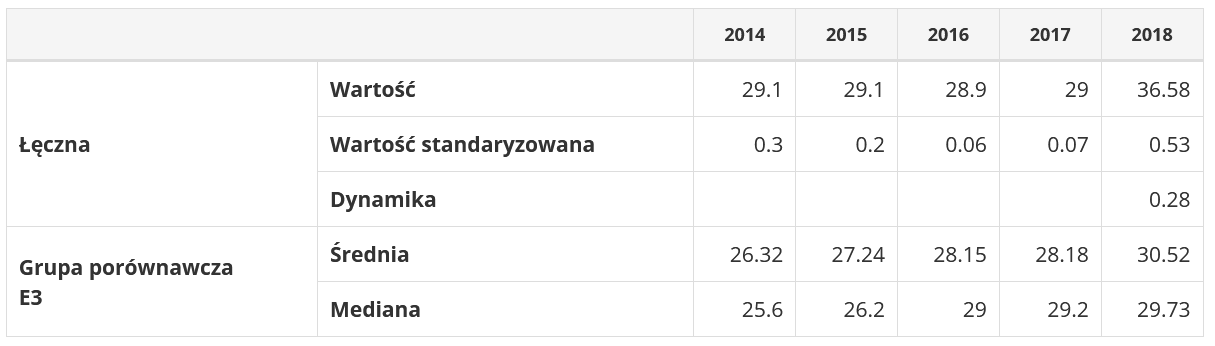 2014 2015 2016 2017 2018
Łęczna
Wartość 29.1 29.1 28.9 29 36.58
Wartość standaryzowana 0.3 0.2 0.06 0.07 0.53
Dynamika 0.28
Grupa porównawcza
E3
Średnia 26.32 27.24 28.15 28.18 30.52
Mediana 25.6 26.2 29 29.2 29.73